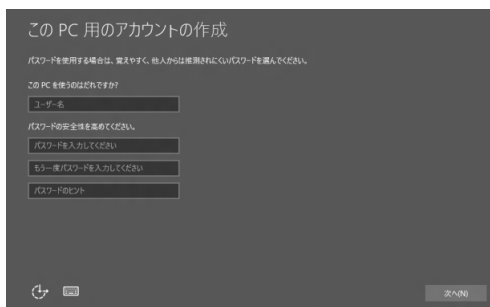 この PC 用のアカウントの作成
パスワードを使用する場合は、覚えやすく、他人からは推測されにくいパスワードを選んでください。
この PC を使うのはだれですか?
ユーザー名
パスワードの安全性を高めてください。
パスワードを入力してください
もう一度パスワードを入力してください
パスワードのヒント
次へ(N)